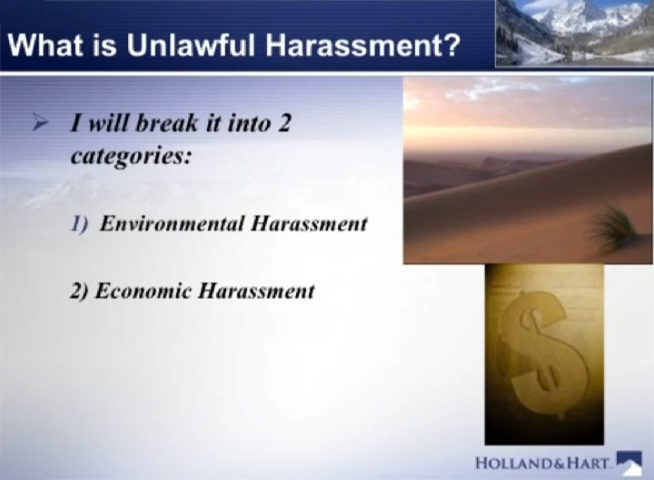 What is Unlawful Harassment?
I will break it into 2
categories:
1) Environmental Harassment
2) Economic Harassment
$
HOLLAND & HART